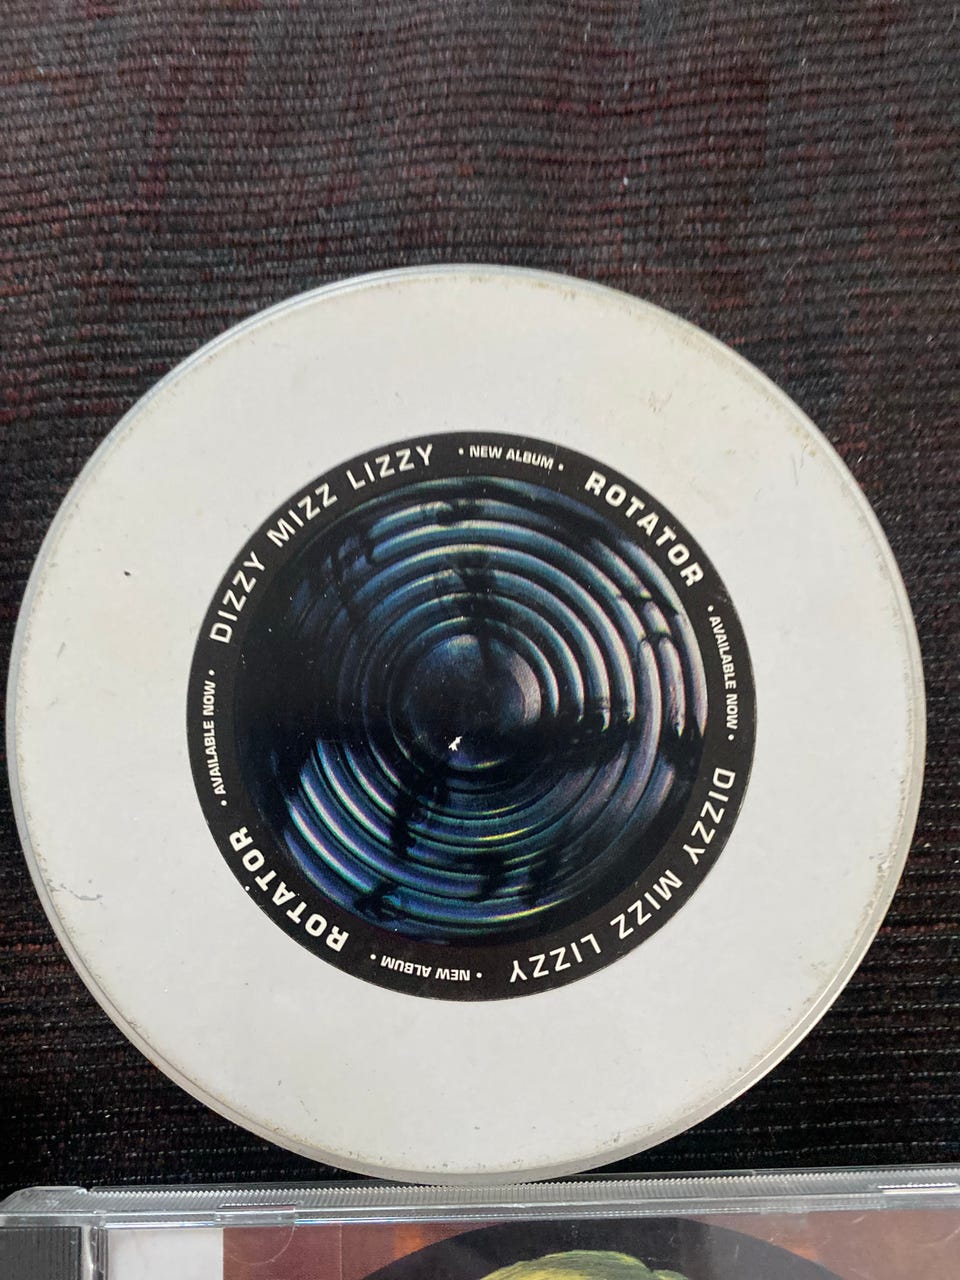 DIZZY MIZZ LIZZY
• NEW ALBUM •
ROTATOR
• AVAILABLE NOW •
DIZZY MIZZ LIZZY
• NEW ALBUM •
ROTATOR
• AVAILABLE NOW •